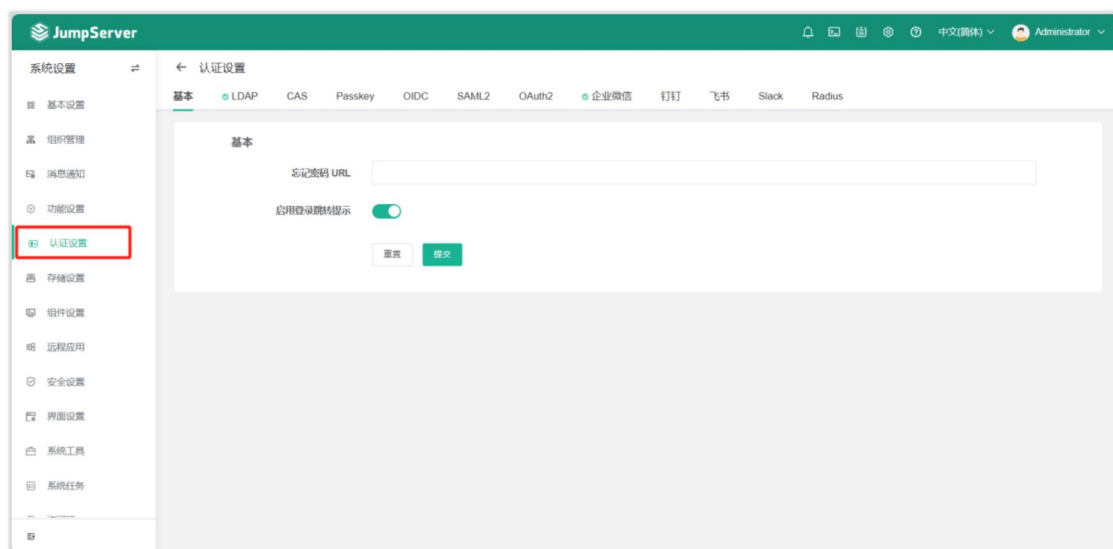 JumpServer
中文(简体)
Administrator
系统设置
认证设置
基本 LDAP CAS Passkey OIDC SAML2 OAuth2 企业微信 钉钉 飞书 Slack Radius
基本设置
组织管理
消息通知
功能设置
认证设置
存储设置
组件设置
远程应用
安全设置
界面设置
系统工具
系统任务
基本
忘记密码 URL
启用登录跳转提示
重置 提交